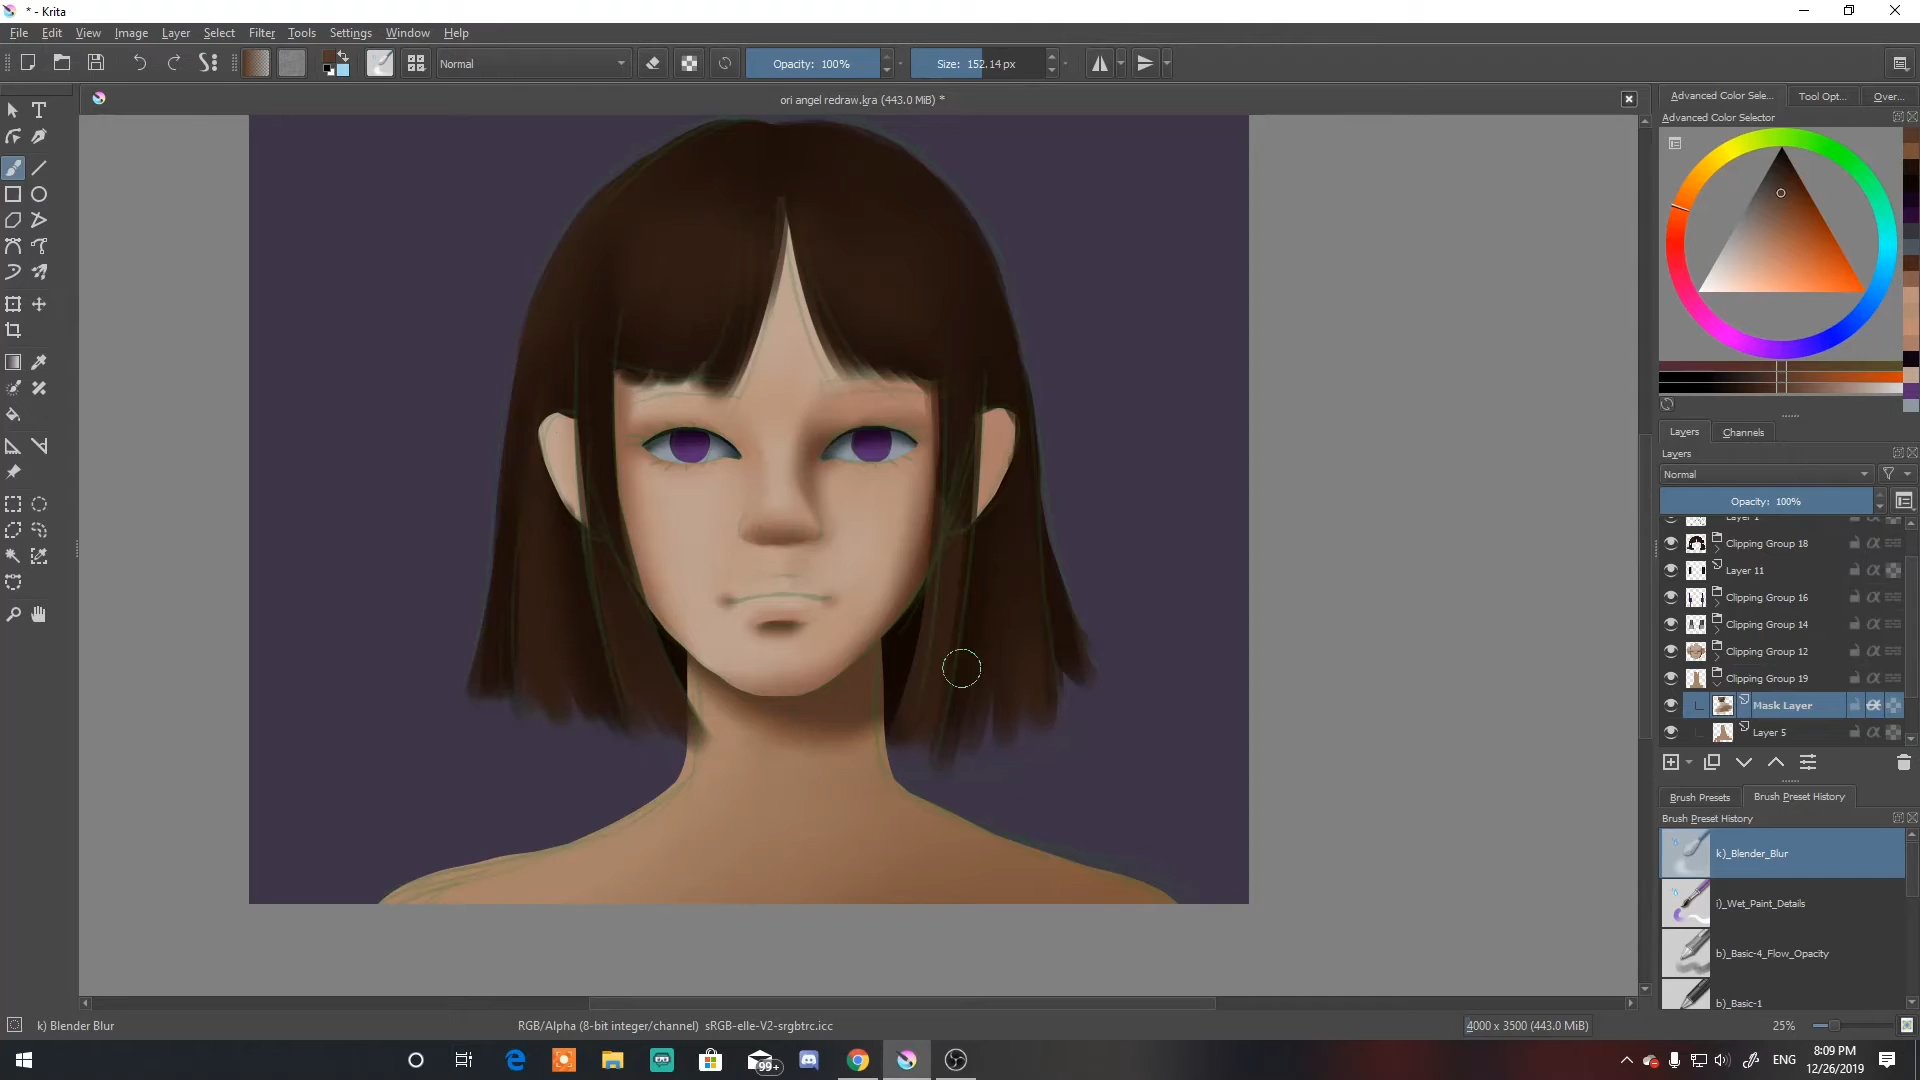 * - Krita
File Edit View Image Layer Select Filter Tools Settings Window Help
Normal
Opacity: 100%
Size: 152.14 px
ori angel redraw.kra (443.0 MiB) *
Advanced Color Sele...
Tool Opt...
Over...
Advanced Color Selector
Layers
Channels
Layers
Normal
Opacity: 100%
Layer 1
Clipping Group 18
Layer 11
Clipping Group 16
Clipping Group 14
Clipping Group 12
Clipping Group 19
Mask Layer
Layer 5
Brush Presets
Brush Preset History
Brush Preset History
k)_Blender_Blur
i)_Wet_Paint_Details
b)_Basic-4_Flow_Opacity
b)_Basic-1
k) Blender Blur
RGB/Alpha (8-bit integer/channel) sRGB-elle-V2-srgbtrc.icc
4000 x 3500 (443.0 MiB)
25%
99+
ENG
8:09 PM
12/26/2019